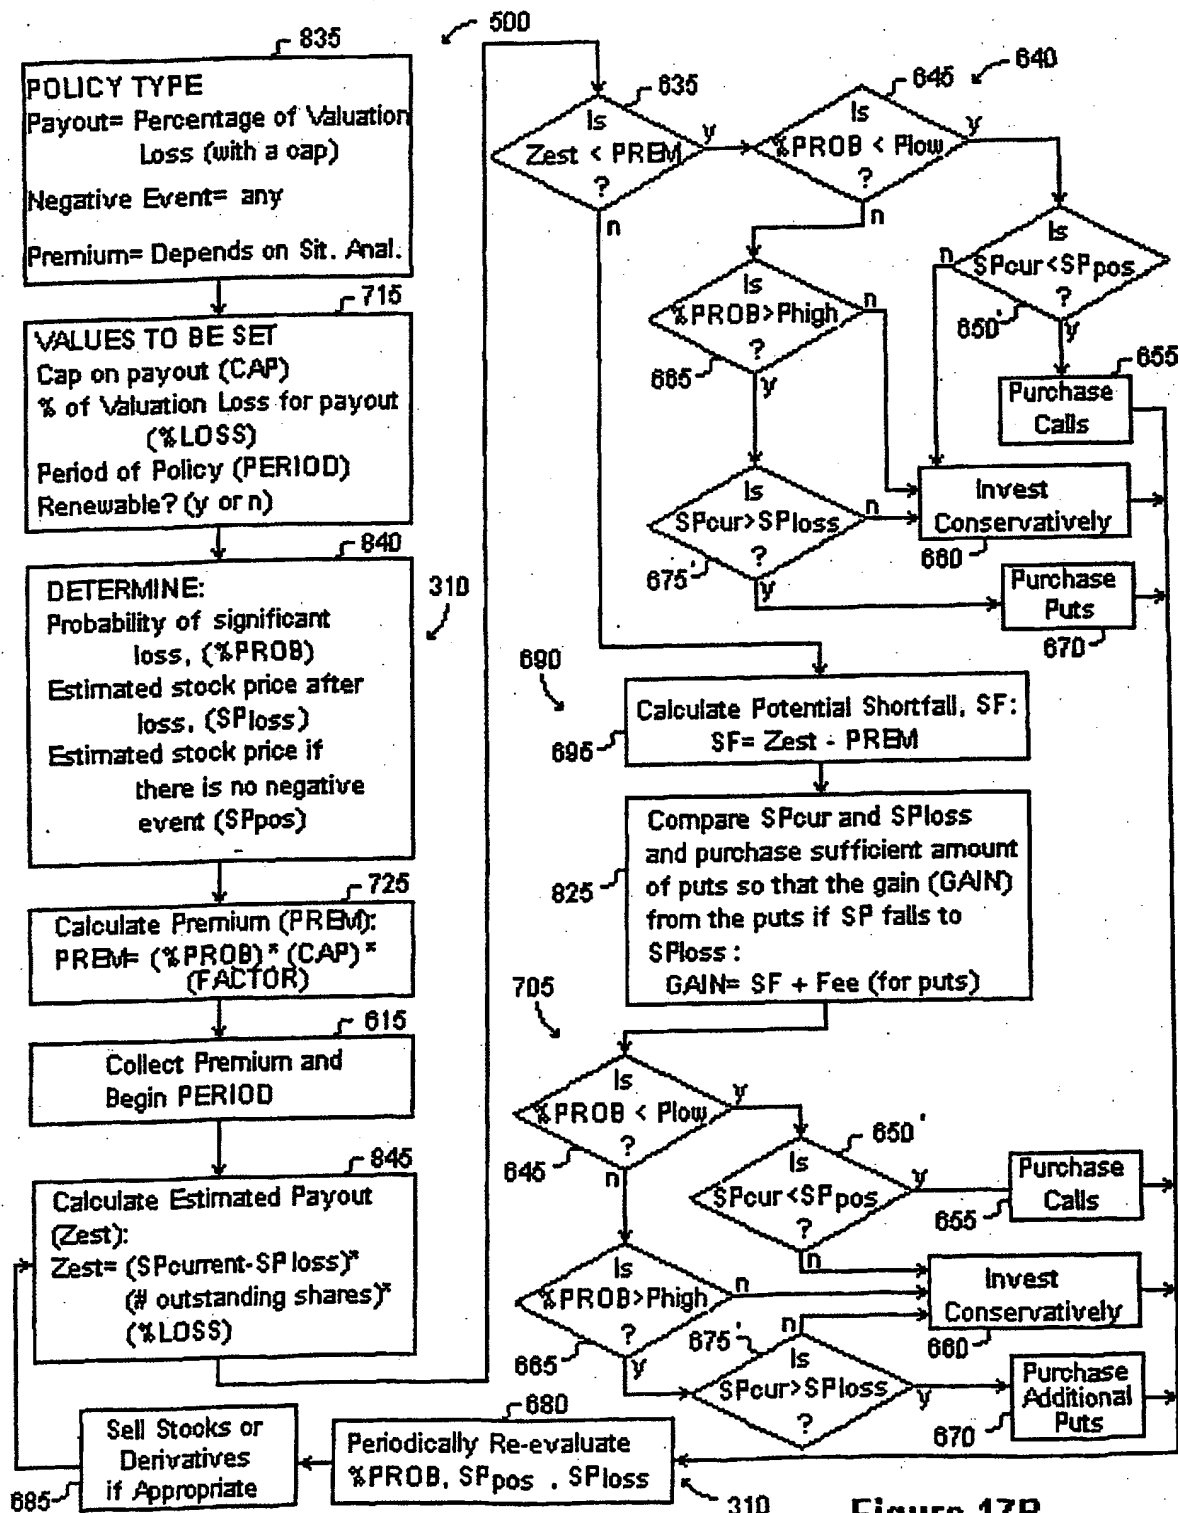 835
POLICY TYPE
Payout= Percentage of Valuation
Loss (with a cap)
Negative Event= any
Premium= Depends on Sit. Anal.
715
VALUES TO BE SET
Cap on payout (CAP)
% of Valuation Loss for payout
(%LOSS)
Period of Policy (PERIOD)
Renewable? (y or n)
840
310
DETERMINE:
Probability of significant
loss, (%PROB)
Estimated stock price after
loss, (SPloss)
Estimated stock price if
there is no negative
event (SPpos)
725
Calculate Premium (PREM):
PREM= (%PROB)* (CAP)*
(FACTOR)
615
Collect Premium and
Begin PERIOD
845
Calculate Estimated Payout
(Zest):
Zest= (SPcurrent-SPloss)*
(# outstanding shares)*
(%LOSS)
500
635
Is
Zest < PREM
?
y
n
645
640
Is
%PROB < Plow
?
y
n
Is
SPcur<SPpos
?
n
650'
y
655
Purchase
Calls
Is
%PROB>Phigh
?
n
665
y
Is
SPcur>SPloss
?
n
675'
y
Invest
Conservatively
660
Purchase
Puts
670
690
Calculate Potential Shortfall, SF:
SF= Zest - PREM
695
Compare SPcur and SPloss
and purchase sufficient amount
of puts so that the gain (GAIN)
from the puts if SP falls to
SPloss:
GAIN= SF + Fee (for puts)
825
705
Is
%PROB < Plow
?
y
645
n
650'
Is
SPcur<SPpos
?
y
n
Purchase
Calls
655
Is
%PROB>Phigh
?
n
665
y
Invest
Conservatively
660
675'
n
Is
SPcur>SPloss
?
y
Purchase
Additional
Puts
670
680
Periodically Re-evaluate
%PROB, SPpos , SPloss
310
Sell Stocks or
Derivatives
if Appropriate
685
Figure 17B